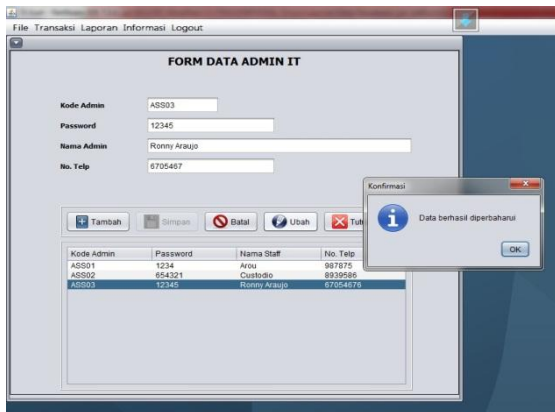 File Transaksi Laporan Informasi Logout
FORM DATA ADMIN IT
Kode Admin ASS03
Password 12345
Nama Admin Ronny Araujo
No. Telp 6705467
Konfirmasi
Data berhasil diperbaharui
OK
Tambah Simpan Batal Ubah
Kode Admin Password Nama Staff No. Telp
ASS01 1234 Arou 987875
ASS02 654321 Custodio 8939586
ASS03 12345 Ronny Araujo 67054676